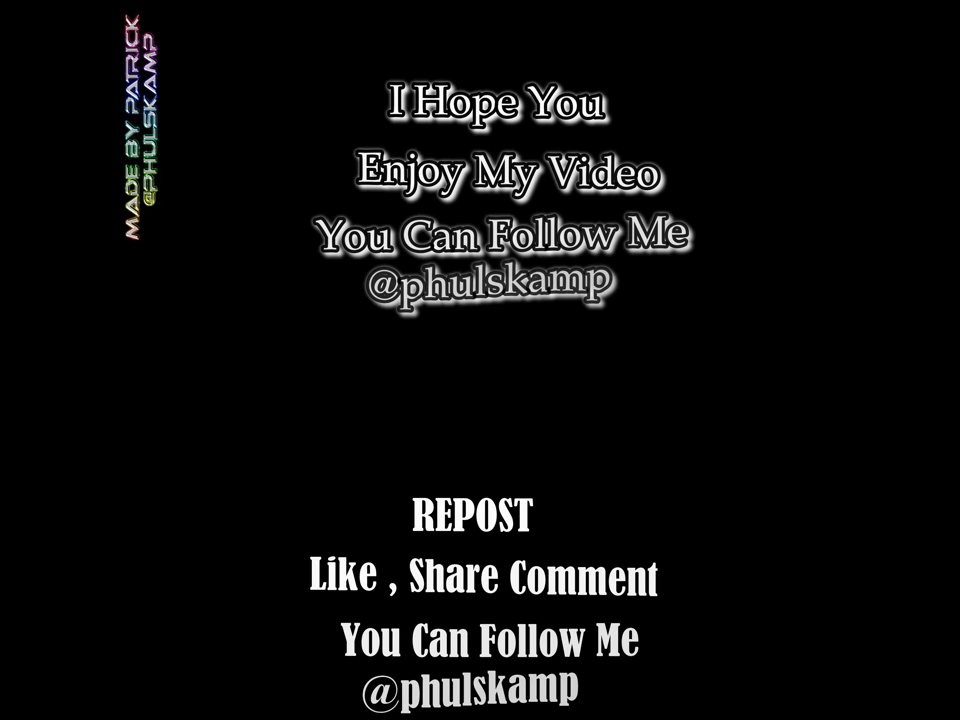 MADE BY PATRICK
@PHULSKAMP
I Hope You
Enjoy My Video
You Can Follow Me
@phulskamp
REPOST
Like , Share Comment
You Can Follow Me
@phulskamp